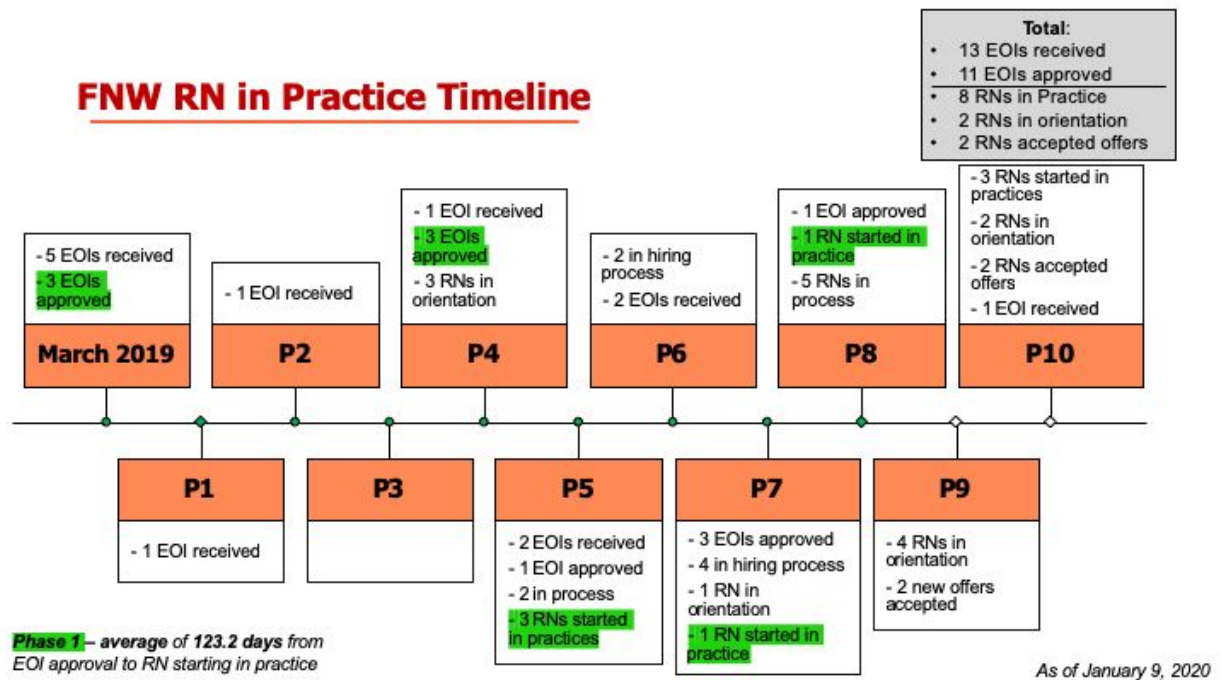 Total:
• 13 EOIs received
• 11 EOIs approved
• 8 RNs in Practice
• 2 RNs in orientation
• 2 RNs accepted offers
FNW RN in Practice Timeline
- 5 EOIs received
- 3 EOIs
approved
March 2019
- 1 EOI received
P2
- 1 EOI received
- 3 EOIs
approved
- 3 RNs in
orientation
P4
- 2 in hiring
process
- 2 EOIs received
P6
- 1 EOI approved
- 1 RN started in
practice
- 5 RNs in
process
P8
- 3 RNs started in
practices
- 2 RNs in
orientation
- 2 RNs accepted
offers
- 1 EOI received
P10
P1
- 1 EOI received
P3
P5
- 2 EOIs received
- 1 EOI approved
- 2 in process
- 3 RNs started
in practices
P7
- 3 EOIs approved
- 4 in hiring process
- 1 RN in
orientation
- 1 RN started in
practice
P9
- 4 RNs in
orientation
- 2 new offers
accepted
Phase 1 – average of 123.2 days from
EOI approval to RN starting in practice
As of January 9, 2020